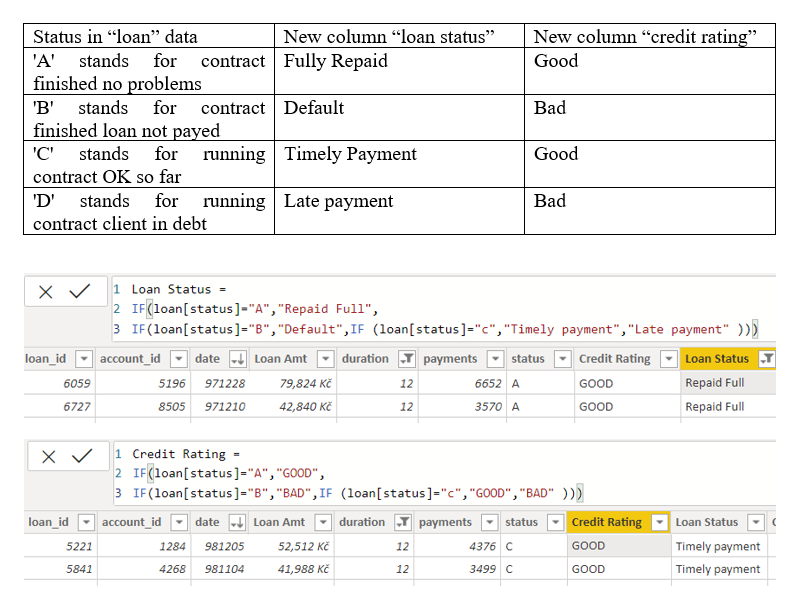 Status in “loan” data New column “loan status” New column “credit rating”
'A' stands for contract Fully Repaid Good
finished no problems
'B' stands for contract Default Bad
finished loan not payed
'C' stands for running Timely Payment Good
contract OK so far
'D' stands for running Late payment Bad
contract client in debt
1 Loan Status =
2 IF(loan[status]="A","Repaid Full",
3 IF(loan[status]="B","Default",IF (loan[status]="c","Timely payment","Late payment" )))
loan_id account_id date Loan Amt duration payments status Credit Rating Loan Status
6059 5196 971228 79,824 Kč 12 6652 A GOOD Repaid Full
6727 8505 971210 42,840 Kč 12 3570 A GOOD Repaid Full
1 Credit Rating =
2 IF(loan[status]="A","GOOD",
3 IF(loan[status]="B","BAD",IF (loan[status]="c","GOOD","BAD" )))
loan_id account_id date Loan Amt duration payments status Credit Rating Loan Status
5221 1284 981205 52,512 Kč 12 4376 C GOOD Timely payment
5841 4268 981104 41,988 Kč 12 3499 C GOOD Timely payment